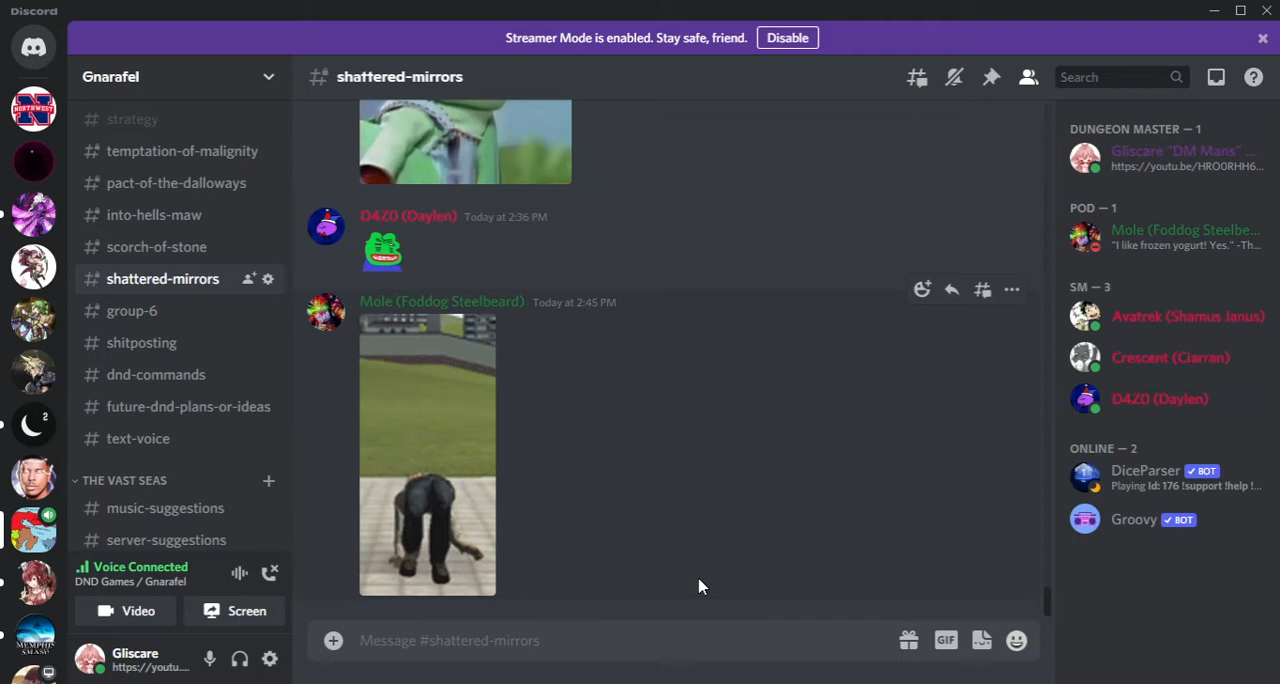 Discord
Streamer Mode is enabled. Stay safe, friend.
Disable
Gnarafel
shattered-mirrors
Search
NORTHWEST
2
strategy
temptation-of-malignity
pact-of-the-dalloways
into-hells-maw
scorch-of-stone
shattered-mirrors
group-6
shitposting
dnd-commands
future-dnd-plans-or-ideas
text-voice
THE VAST SEAS
music-suggestions
server-suggestions
Voice Connected
DND Games / Gnarafel
Video
Screen
Gliscare
https://youtu....
D4Z0 (Daylen) Today at 2:36 PM
Mole (Foddog Steelbeard) Today at 2:45 PM
Message #shattered-mirrors
GIF
DUNGEON MASTER — 1
Gliscare "DM Mans" ...
https://youtu.be/HRO0RHH6...
POD — 1
Mole (Foddog Steelbe...
"I like frozen yogurt! Yes." -Th...
SM — 3
Avatrek (Shamus Janus)
Crescent (Ciarran)
D4Z0 (Daylen)
ONLINE — 2
DiceParser BOT
Playing Id: 176 !support !help !...
Groovy BOT